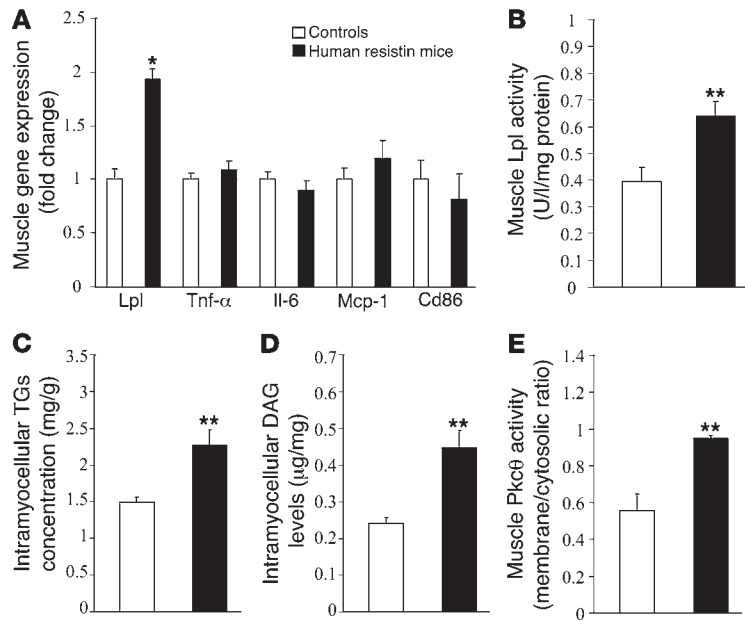 A
Controls
Human resistin mice
Muscle gene expression
(fold change)
2.5
2
1.5
1
0.5
0
*
Lpl Tnf-α Il-6 Mcp-1 Cd86
B
Muscle Lpl activity
(U/l/mg protein)
1
0.9
0.8
0.7
0.6
0.5
0.4
0.3
0.2
0.1
0
**
C
Intramyocellular TGs
concentration (mg/g)
3.5
3
2.5
2
1.5
1
0.5
0
**
D
Intramyocellular DAG
levels (μg/mg)
0.7
0.6
0.5
0.4
0.3
0.2
0.1
0
**
E
Muscle Pkcθ activity
(membrane/cytosolic ratio)
1.4
1.2
1
0.8
0.6
0.4
0.2
0
**